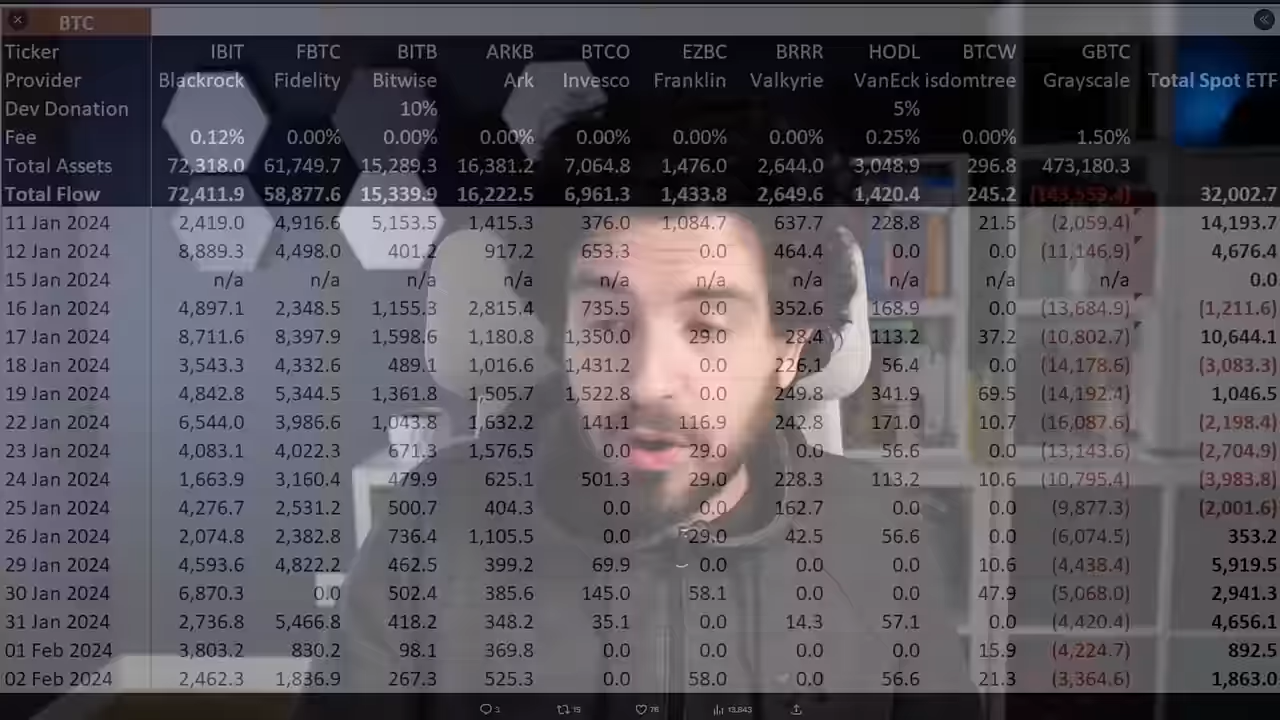 BTC
Ticker IBIT FBTC BITB ARKB BTCO EZBC BRRR HODL BTCW GBTC
Provider Blackrock Fidelity Bitwise Ark Invesco Franklin Valkyrie VanEck isdomtree Grayscale Total Spot ETF
Dev Donation 10% 5%
Fee 0.12% 0.00% 0.00% 0.00% 0.00% 0.00% 0.00% 0.25% 0.00% 1.50%
Total Assets 72,318.0 61,749.7 15,289.3 16,381.2 7,064.8 1,476.0 2,644.0 3,048.9 296.8 473,180.3
Total Flow 72,411.9 58,877.6 15,339.9 16,222.5 6,961.3 1,433.8 2,649.6 1,420.4 245.2 32,002.7
11 Jan 2024 2,419.0 4,916.6 5,153.5 1,415.3 376.0 1,084.7 637.7 228.8 21.5 (2,059.4) 14,193.7
12 Jan 2024 8,889.3 4,498.0 401.2 917.2 653.3 0.0 464.4 0.0 0.0 (11,146.9) 4,676.4
15 Jan 2024 n/a n/a n/a n/a n/a n/a n/a n/a n/a n/a 0.0
16 Jan 2024 4,897.1 2,348.5 1,155.3 2,815.4 735.5 0.0 352.6 168.9 0.0 (13,684.9) (1,211.6)
17 Jan 2024 8,711.6 8,397.9 1,598.6 1,180.8 1,350.0 29.0 28.4 113.2 37.2 (10,802.7) 10,644.1
18 Jan 2024 3,543.3 4,332.6 489.1 1,016.6 1,431.2 0.0 226.1 56.4 0.0 (14,178.6) (3,083.3)
19 Jan 2024 4,842.8 5,344.5 1,361.8 1,505.7 1,522.8 0.0 249.8 341.9 69.5 (14,192.4) 1,046.5
22 Jan 2024 6,544.0 3,986.6 1,043.8 1,632.2 141.1 116.9 242.8 171.0 10.7 (16,087.6) (2,198.4)
23 Jan 2024 4,083.1 4,022.3 671.3 1,576.5 0.0 29.0 0.0 56.6 0.0 (13,143.6) (2,704.9)
24 Jan 2024 1,663.9 3,160.4 479.9 625.1 501.3 29.0 228.3 113.2 10.6 (10,795.4) (3,983.8)
25 Jan 2024 4,276.7 2,531.2 500.7 404.3 0.0 0.0 162.7 0.0 0.0 (9,877.3) (2,001.6)
26 Jan 2024 2,074.8 2,382.8 736.4 1,105.5 0.0 29.0 42.5 56.6 0.0 (6,074.5) 353.2
29 Jan 2024 4,593.6 4,822.2 462.5 399.2 69.9 0.0 0.0 0.0 10.6 (4,438.4) 5,919.5
30 Jan 2024 6,870.3 0.0 502.4 385.6 145.0 58.1 0.0 0.0 47.9 (5,068.0) 2,941.3
31 Jan 2024 2,736.8 5,466.8 418.2 348.2 35.1 0.0 14.3 57.1 0.0 (4,420.4) 4,656.1
01 Feb 2024 3,803.2 830.2 98.1 369.8 0.0 0.0 0.0 0.0 15.9 (4,224.7) 892.5
02 Feb 2024 2,462.3 1,836.9 267.3 525.3 0.0 58.0 0.0 56.6 21.3 (3,364.6) 1,863.0
3 15 76 13,843